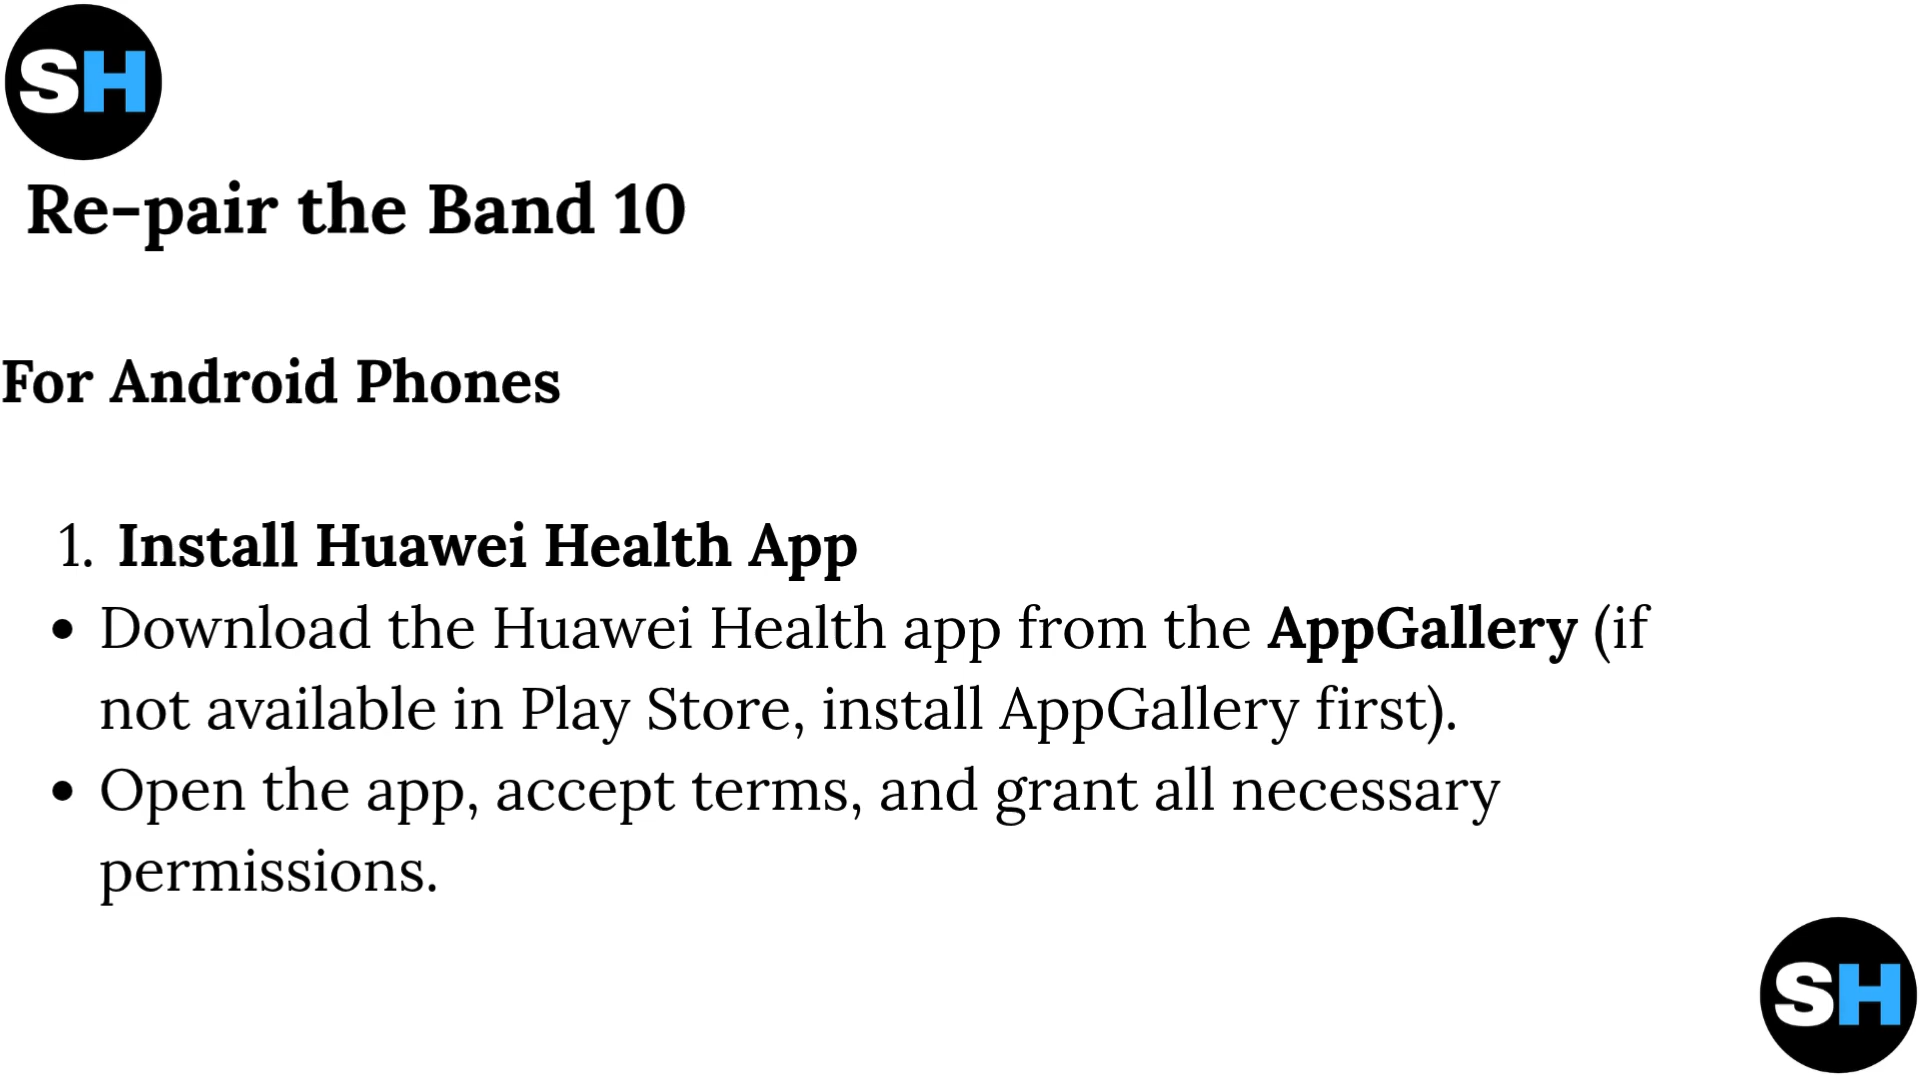 SH
Re-pair the Band 10
For Android Phones
1. Install Huawei Health App
• Download the Huawei Health app from the AppGallery (if
not available in Play Store, install AppGallery first).
• Open the app, accept terms, and grant all necessary
permissions.
SH